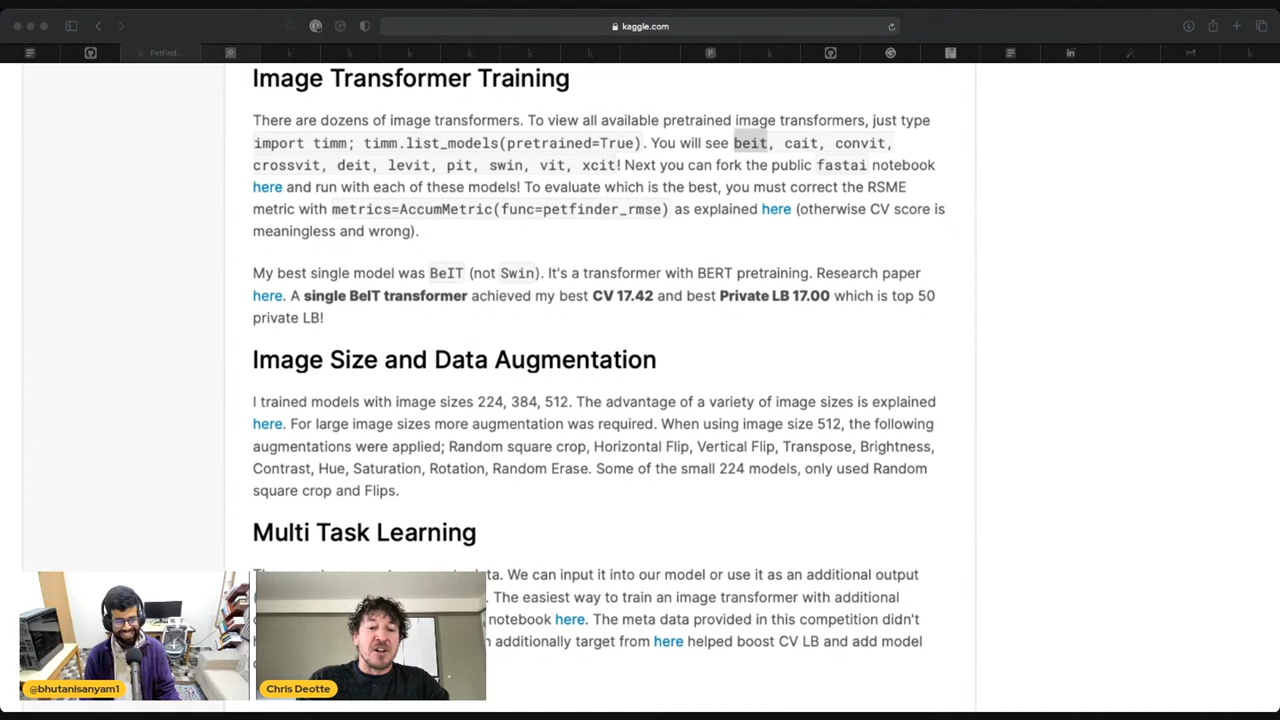 kaggle.com
PetFind...
Image Transformer Training
There are dozens of image transformers. To view all available pretrained image transformers, just type
import timm; timm.list_models(pretrained=True). You will see beit, cait, convit,
crossvit, deit, levit, pit, swin, vit, xcit! Next you can fork the public fastai notebook
here and run with each of these models! To evaluate which is the best, you must correct the RSME
metric with metrics=AccumMetric(func=petfinder_rmse) as explained here (otherwise CV score is
meaningless and wrong).
My best single model was BeIT (not Swin). It's a transformer with BERT pretraining. Research paper
here. A single BeIT transformer achieved my best CV 17.42 and best Private LB 17.00 which is top 50
private LB!
Image Size and Data Augmentation
I trained models with image sizes 224, 384, 512. The advantage of a variety of image sizes is explained
here. For large image sizes more augmentation was required. When using image size 512, the following
augmentations were applied; Random square crop, Horizontal Flip, Vertical Flip, Transpose, Brightness,
Contrast, Hue, Saturation, Rotation, Random Erase. Some of the small 224 models, only used Random
square crop and Flips.
Multi Task Learning
We can input it into our model or use it as an additional output
The easiest way to train an image transformer with additional
notebook here. The meta data provided in this competition didn't
additionally target from here helped boost CV LB and add model
@bhutanisanyam1
Chris Deotte